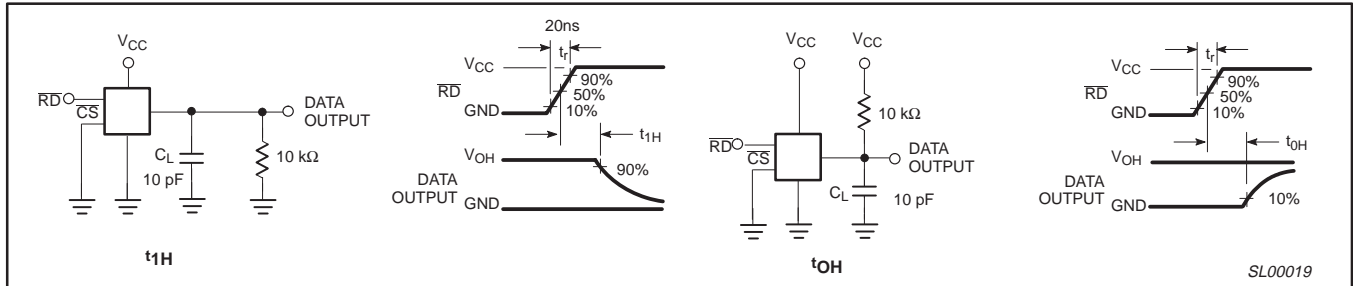 VCC
RD
CS
DATA
OUTPUT
CL
10 pF
10 kΩ
t1H
20ns
tr
VCC
RD
GND
90%
50%
10%
t1H
VOH
DATA
OUTPUT
GND
90%
VCC
VCC
10 kΩ
RD
CS
DATA
OUTPUT
CL
10 pF
tOH
tr
VCC
RD
GND
90%
50%
10%
t0H
VOH
DATA
OUTPUT
GND
10%
SL00019